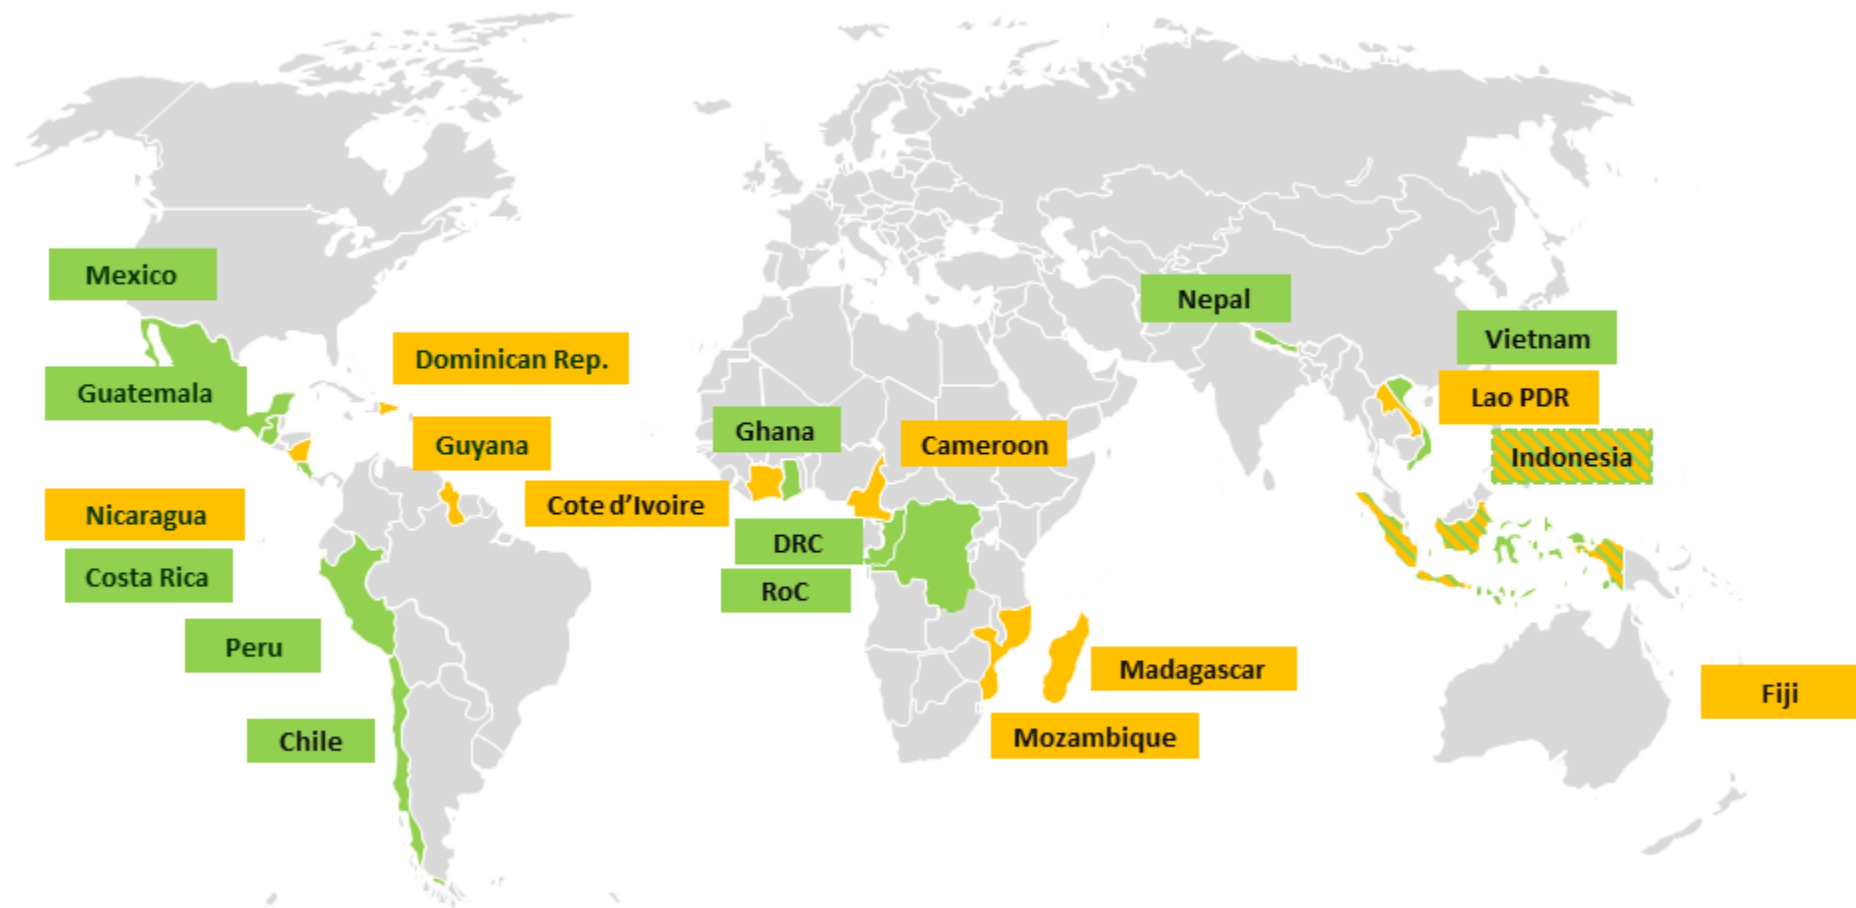 Mexico
Guatemala
Dominican Rep.
Guyana
Nicaragua
Costa Rica
Peru
Chile
Ghana
Cameroon
Cote d’Ivoire
DRC
RoC
Madagascar
Mozambique
Nepal
Vietnam
Lao PDR
Indonesia
Fiji